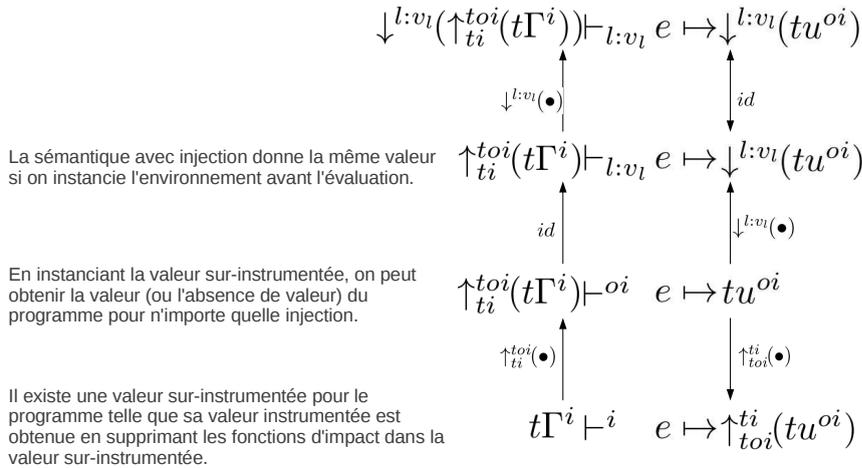 ↓^{l:v_l}(↑_{ti}^{toi}(tΓ^i))⊢_{l:v_l} e ↦ ↓^{l:v_l}(tu^{oi})
↓^{l:v_l}(•) id
La sémantique avec injection donne la même valeur
si on instancie l'environnement avant l'évaluation.
↑_{ti}^{toi}(tΓ^i)⊢_{l:v_l} e ↦ ↓^{l:v_l}(tu^{oi})
id ↓^{l:v_l}(•)
En instanciant la valeur sur-instrumentée, on peut
obtenir la valeur (ou l'absence de valeur) du
programme pour n'importe quelle injection.
↑_{ti}^{toi}(tΓ^i)⊢^{oi} e ↦ tu^{oi}
↑_{ti}^{toi}(•) ↑_{toi}^{ti}(•)
Il existe une valeur sur-instrumentée pour le
programme telle que sa valeur instrumentée est
obtenue en supprimant les fonctions d'impact dans la
valeur sur-instrumentée.
tΓ^i ⊢^i e ↦ ↑_{toi}^{ti}(tu^{oi})